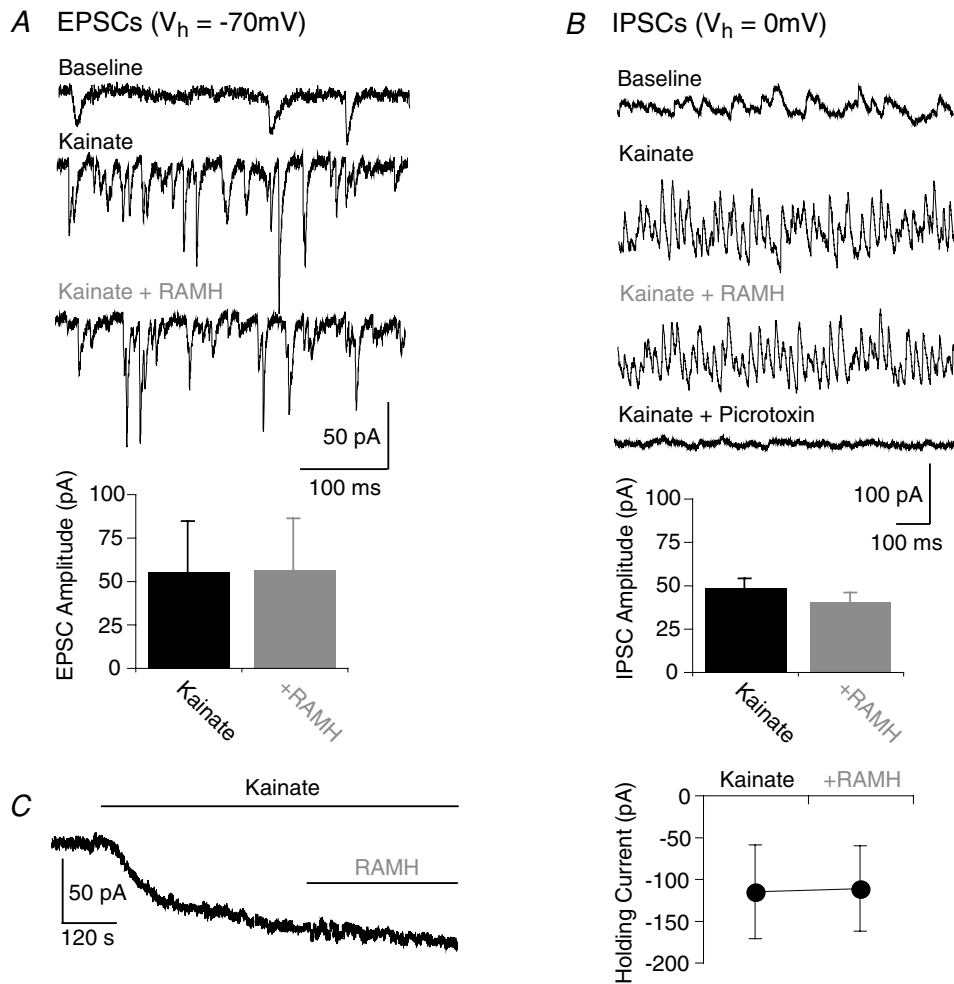 A EPSCs (Vh = -70mV)
Baseline
Kainate
Kainate + RAMH
50 pA
100 ms
EPSC Amplitude (pA)
100
75
50
25
0
Kainate
+RAMH
B IPSCs (Vh = 0mV)
Baseline
Kainate
Kainate + RAMH
Kainate + Picrotoxin
100 pA
100 ms
IPSC Amplitude (pA)
100
75
50
25
0
Kainate
+RAMH
C
Kainate
RAMH
50 pA
120 s
Kainate +RAMH
Holding Current (pA)
0
-50
-100
-150
-200